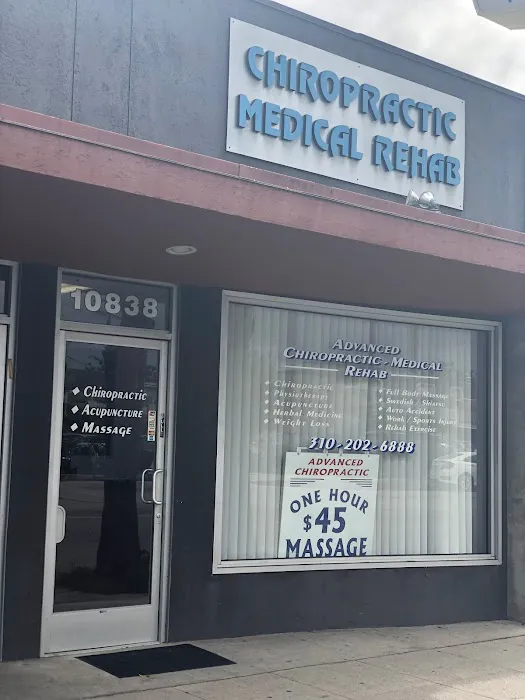 CHIROPRACTIC
MEDICAL REHAB
10838
Chiropractic
Acupuncture
Massage
Advanced
Chiropractic - Medical
Rehab
Chiropractic
Physiotherapy
Acupuncture
Herbal Medicine
Weight Loss
Full Body Massage
Swedish / Shiatsu
Auto Accident
Work / Sports Injury
Rehab Exercise
310-202-6888
ADVANCED
CHIROPRACTIC
ONE HOUR
$45
MASSAGE